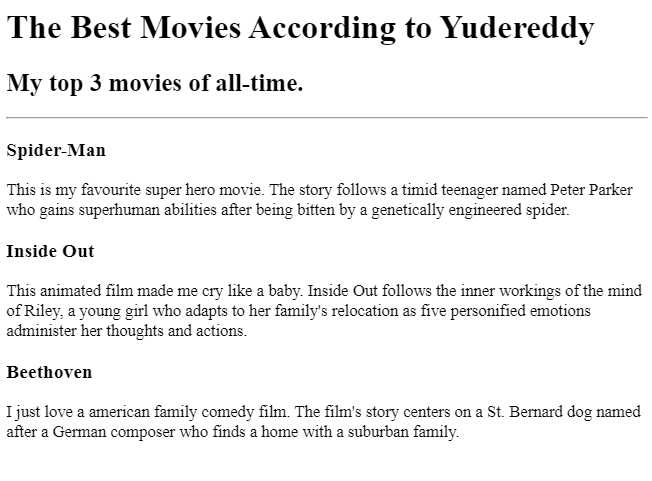 The Best Movies According to Yudereddy
My top 3 movies of all-time.
Spider-Man
This is my favourite super hero movie. The story follows a timid teenager named Peter Parker
who gains superhuman abilities after being bitten by a genetically engineered spider.
Inside Out
This animated film made me cry like a baby. Inside Out follows the inner workings of the mind
of Riley, a young girl who adapts to her family's relocation as five personified emotions
administer her thoughts and actions.
Beethoven
I just love a american family comedy film. The film's story centers on a St. Bernard dog named
after a German composer who finds a home with a suburban family.